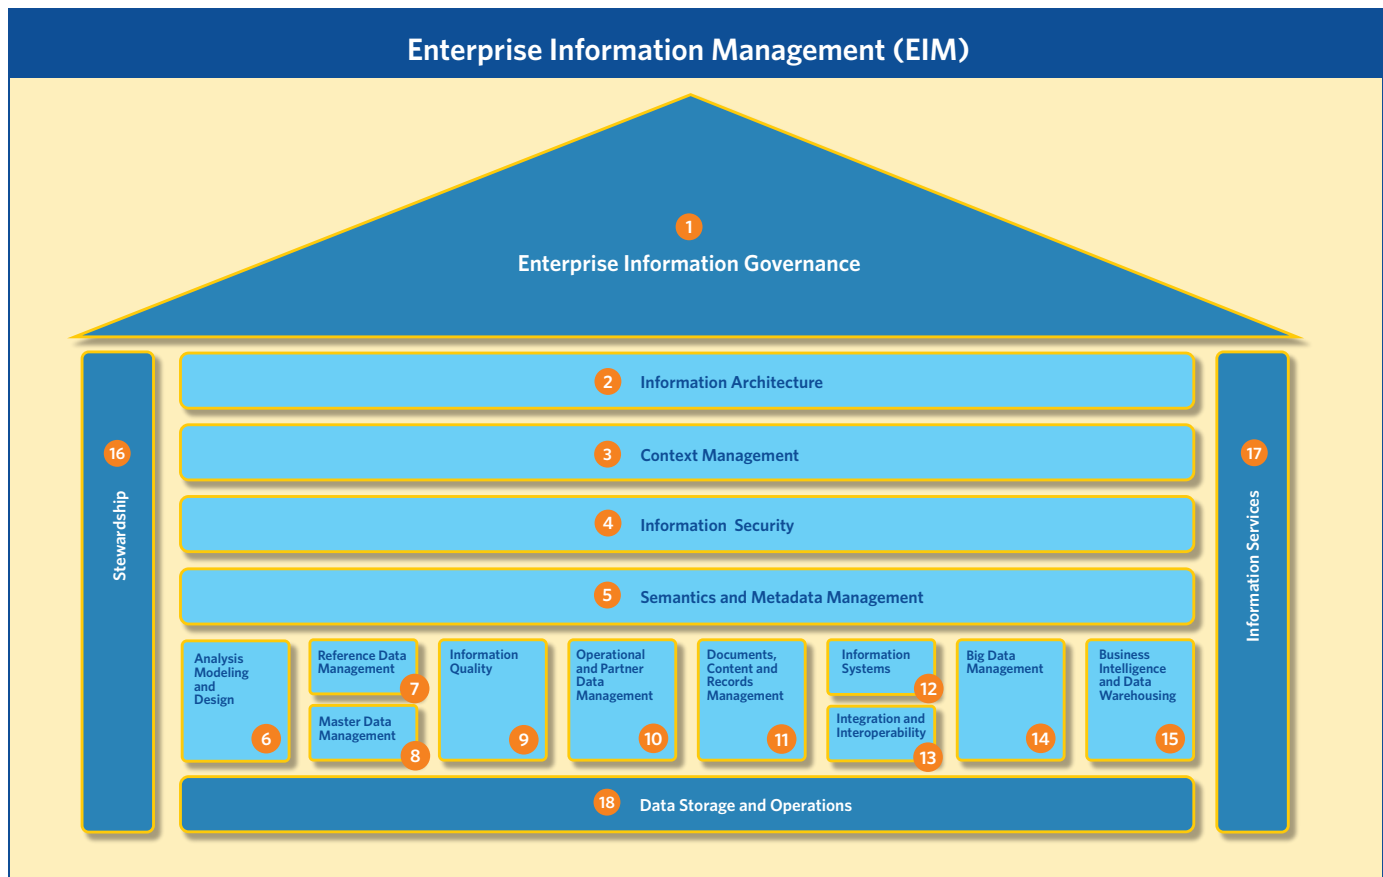 Enterprise Information Management (EIM)
1
Enterprise Information Governance
2 Information Architecture
3 Context Management
4 Information Security
5 Semantics and Metadata Management
16
Stewardship
17
Information Services
Analysis
Modeling
and
Design
6
Reference Data
Management
7
Master Data
Management
8
Information
Quality
9
Operational
and Partner
Data
Management
10
Documents,
Content and
Records
Management
11
Information
Systems
12
Integration and
Interoperability
13
Big Data
Management
14
Business
Intelligence
and Data
Warehousing
15
18 Data Storage and Operations